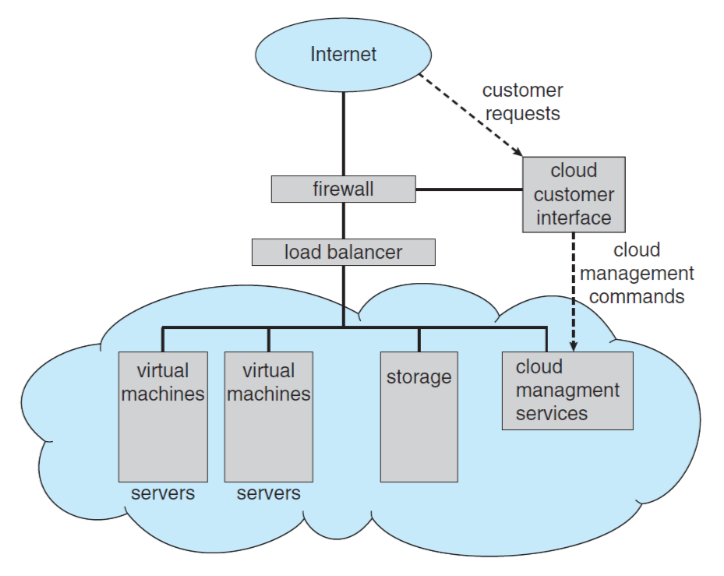 Internet
customer
requests
cloud
customer
interface
firewall
load balancer
cloud
management
commands
virtual
machines
virtual
machines
storage
cloud
managment
services
servers
servers